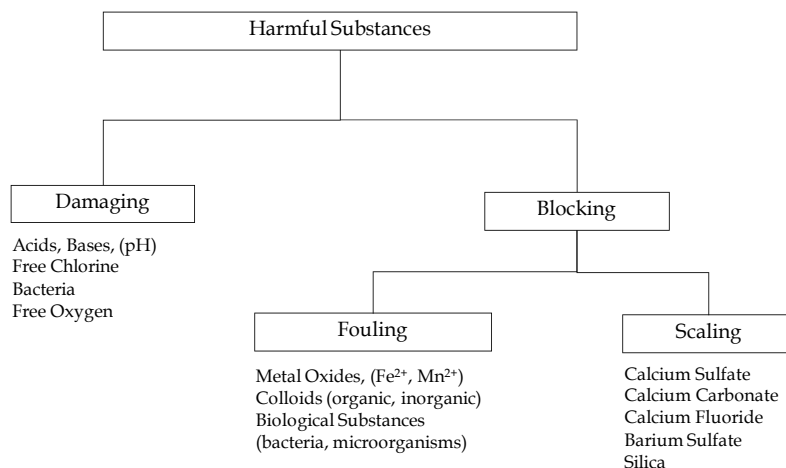 Harmful Substances
Damaging
Acids, Bases, (pH)
Free Chlorine
Bacteria
Free Oxygen
Blocking
Fouling
Metal Oxides, (Fe²⁺, Mn²⁺)
Colloids (organic, inorganic)
Biological Substances
(bacteria, microorganisms)
Scaling
Calcium Sulfate
Calcium Carbonate
Calcium Fluoride
Barium Sulfate
Silica